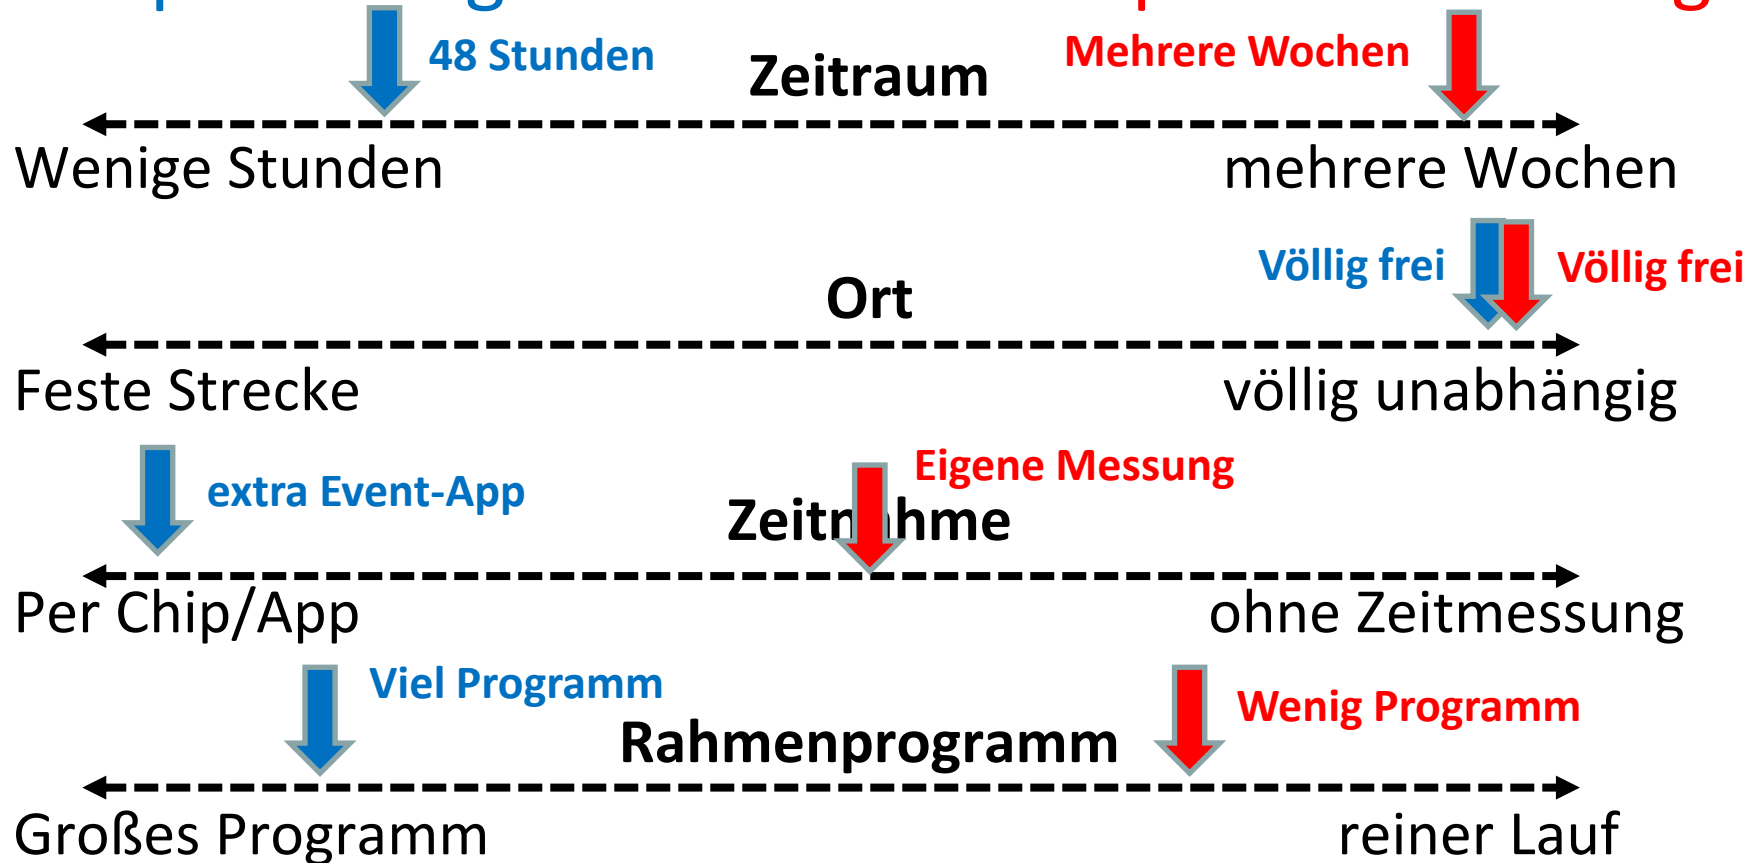 48 Stunden
Mehrere Wochen
Zeitraum
Wenige Stunden
mehrere Wochen
Völlig frei
Völlig frei
Ort
Feste Strecke
völlig unabhängig
extra Event-App
Eigene Messung
Zeitnahme
Per Chip/App
ohne Zeitmessung
Viel Programm
Wenig Programm
Rahmenprogramm
Großes Programm
reiner Lauf